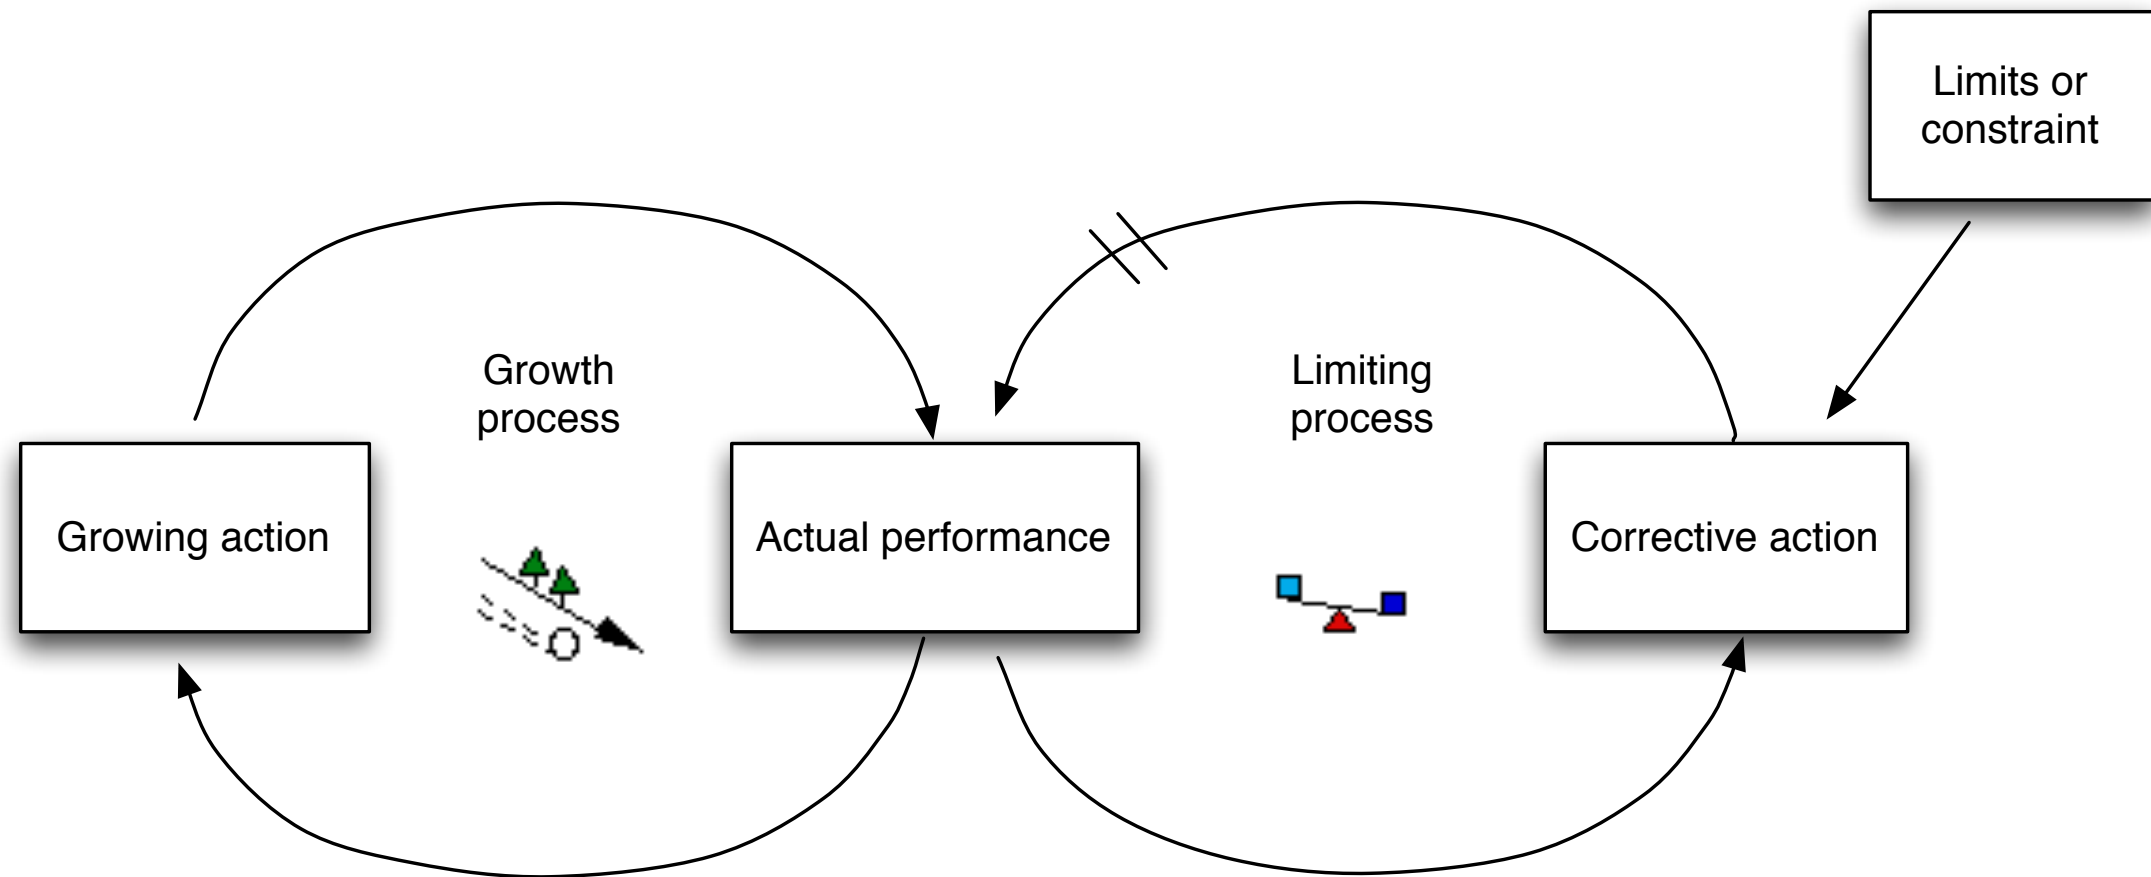 Limits or
constraint
Growth
process
Limiting
process
Growing action
Actual performance
Corrective action